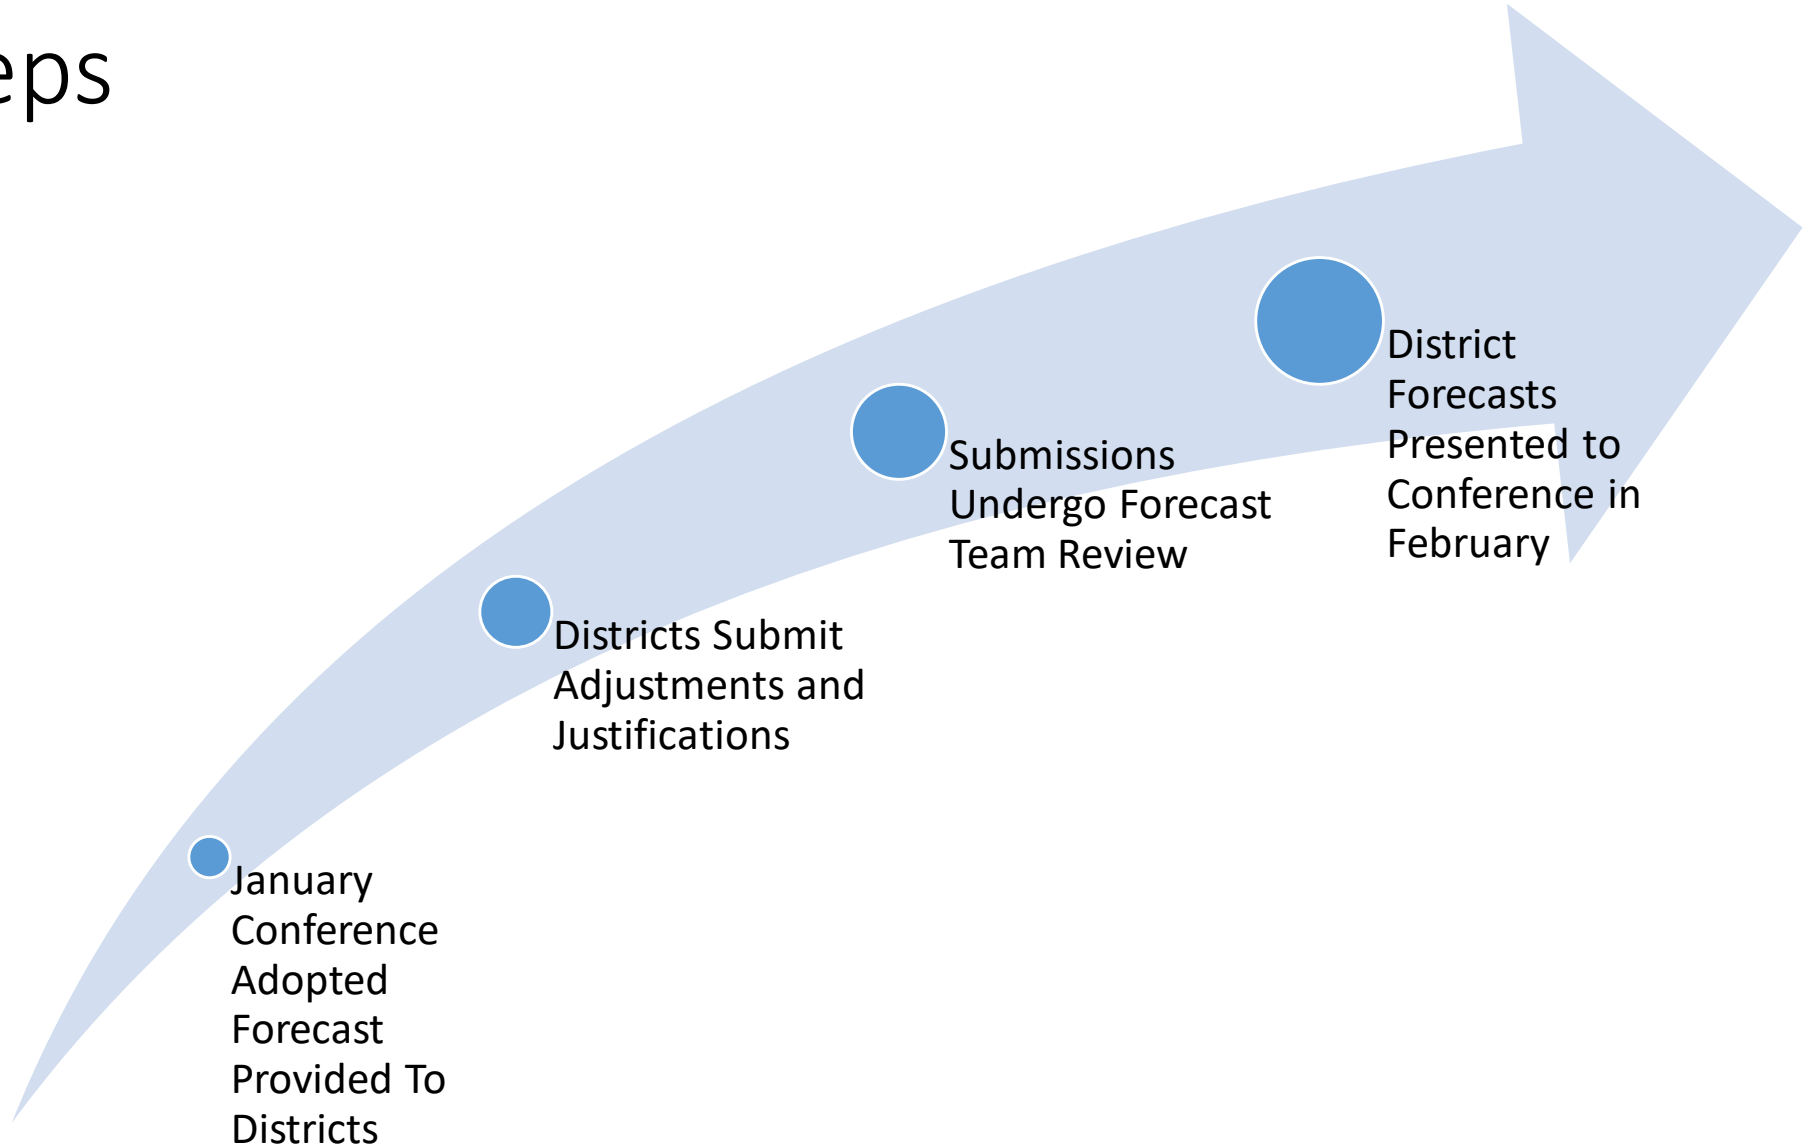 eps
District
Forecasts
Presented to
Conference in
February
Submissions
Undergo Forecast
Team Review
Districts Submit
Adjustments and
Justifications
January
Conference
Adopted
Forecast
Provided To
Districts